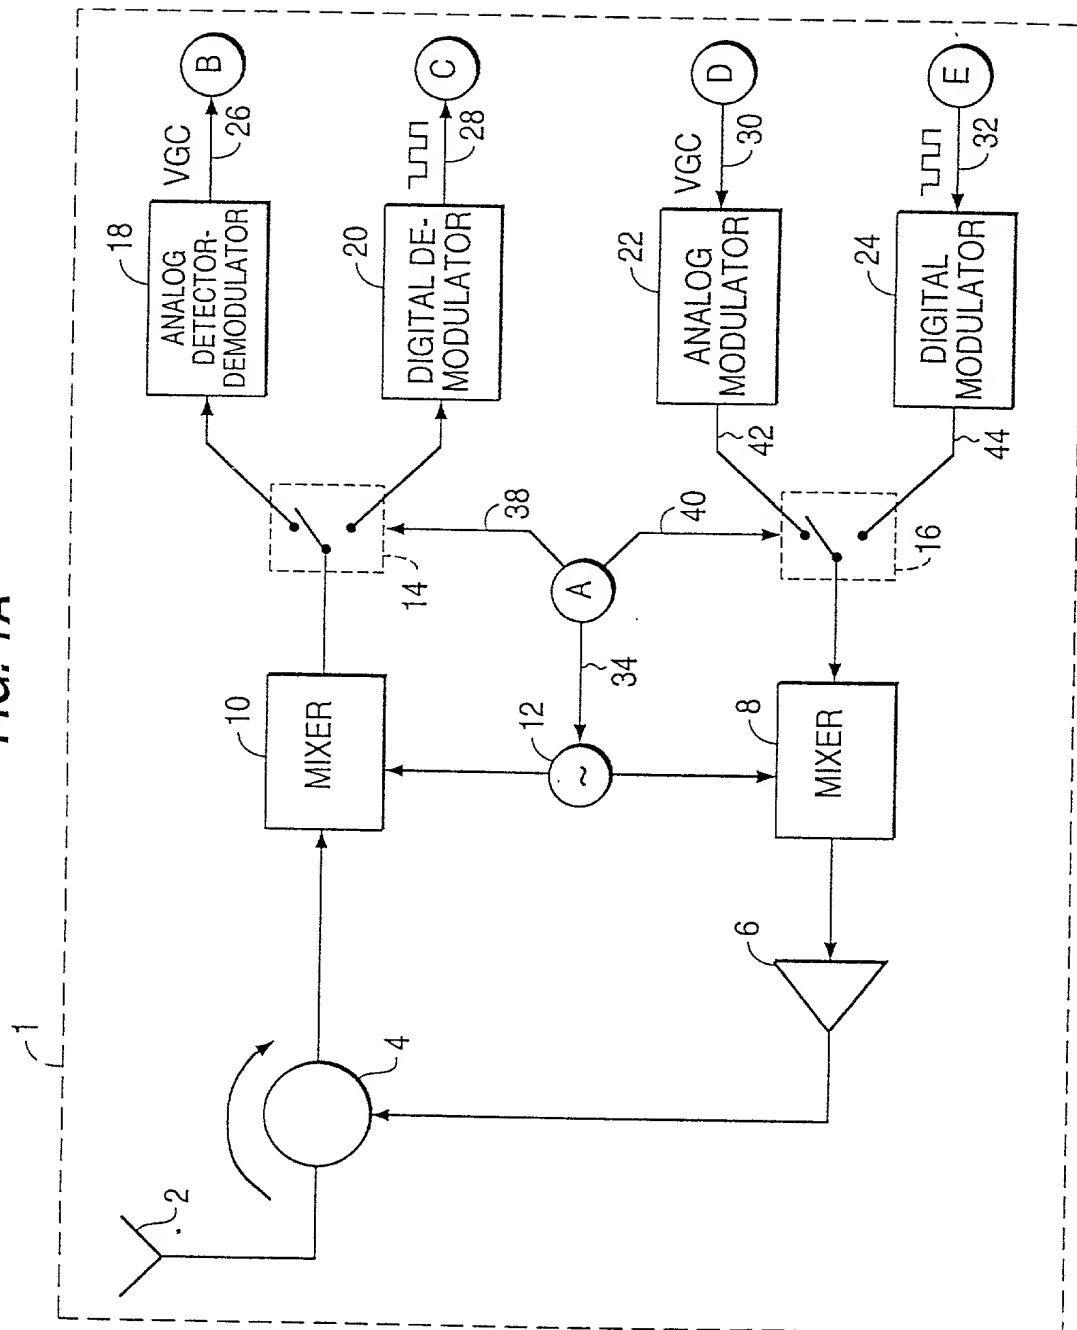 FIG. 1A
1
2
4
6
10
MIXER
12
~
8
MIXER
34
A
38
40
14
16
18
ANALOG
DETECTOR-
DEMODULATOR
20
DIGITAL DE-
MODULATOR
22
ANALOG
MODULATOR
24
DIGITAL
MODULATOR
42
44
VGC
26
B
28
C
VGC
30
D
32
E